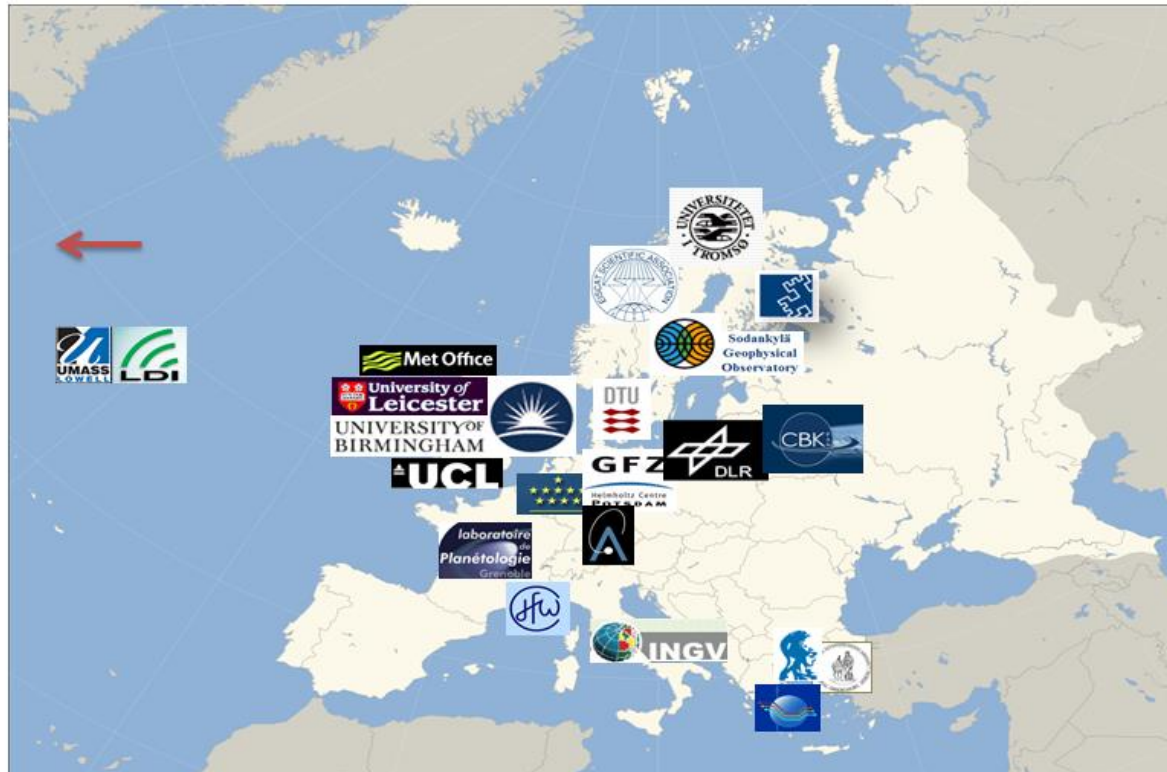 UNIVERSITETET
I TROMSØ
EISCAT SCIENTIFIC ASSOCIATION
Sodankylä
Geophysical
Observatory
UMASS
LOWELL
LDI
Met Office
University of
Leicester
UNIVERSITY OF
BIRMINGHAM
DTU
CBK
DLR
UCL
GFZ
Helmholtz Centre
POTSDAM
laboratoire
de
Planétologie
Grenoble
INGV